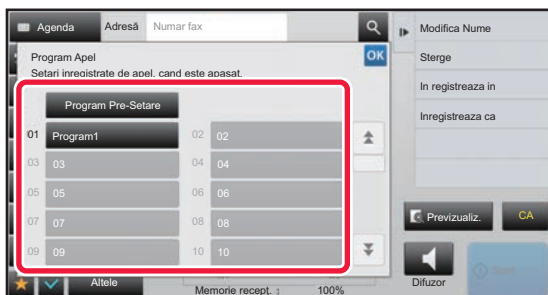 Agenda Adresă Numar fax
Modifica Nume
Program Apel OK
Setari inregistrate de apel, cand este apasat.
Sterge
In registreaza in
Program Pre-Setare
Inregistreaza ca
01 Program1 02 02
03 03 04 04
05 05 06 06
07 07 08 08
Previzualiz. CA
09 09 10 10
Altele
Memorie recept. : 100%
Difuzor
Start